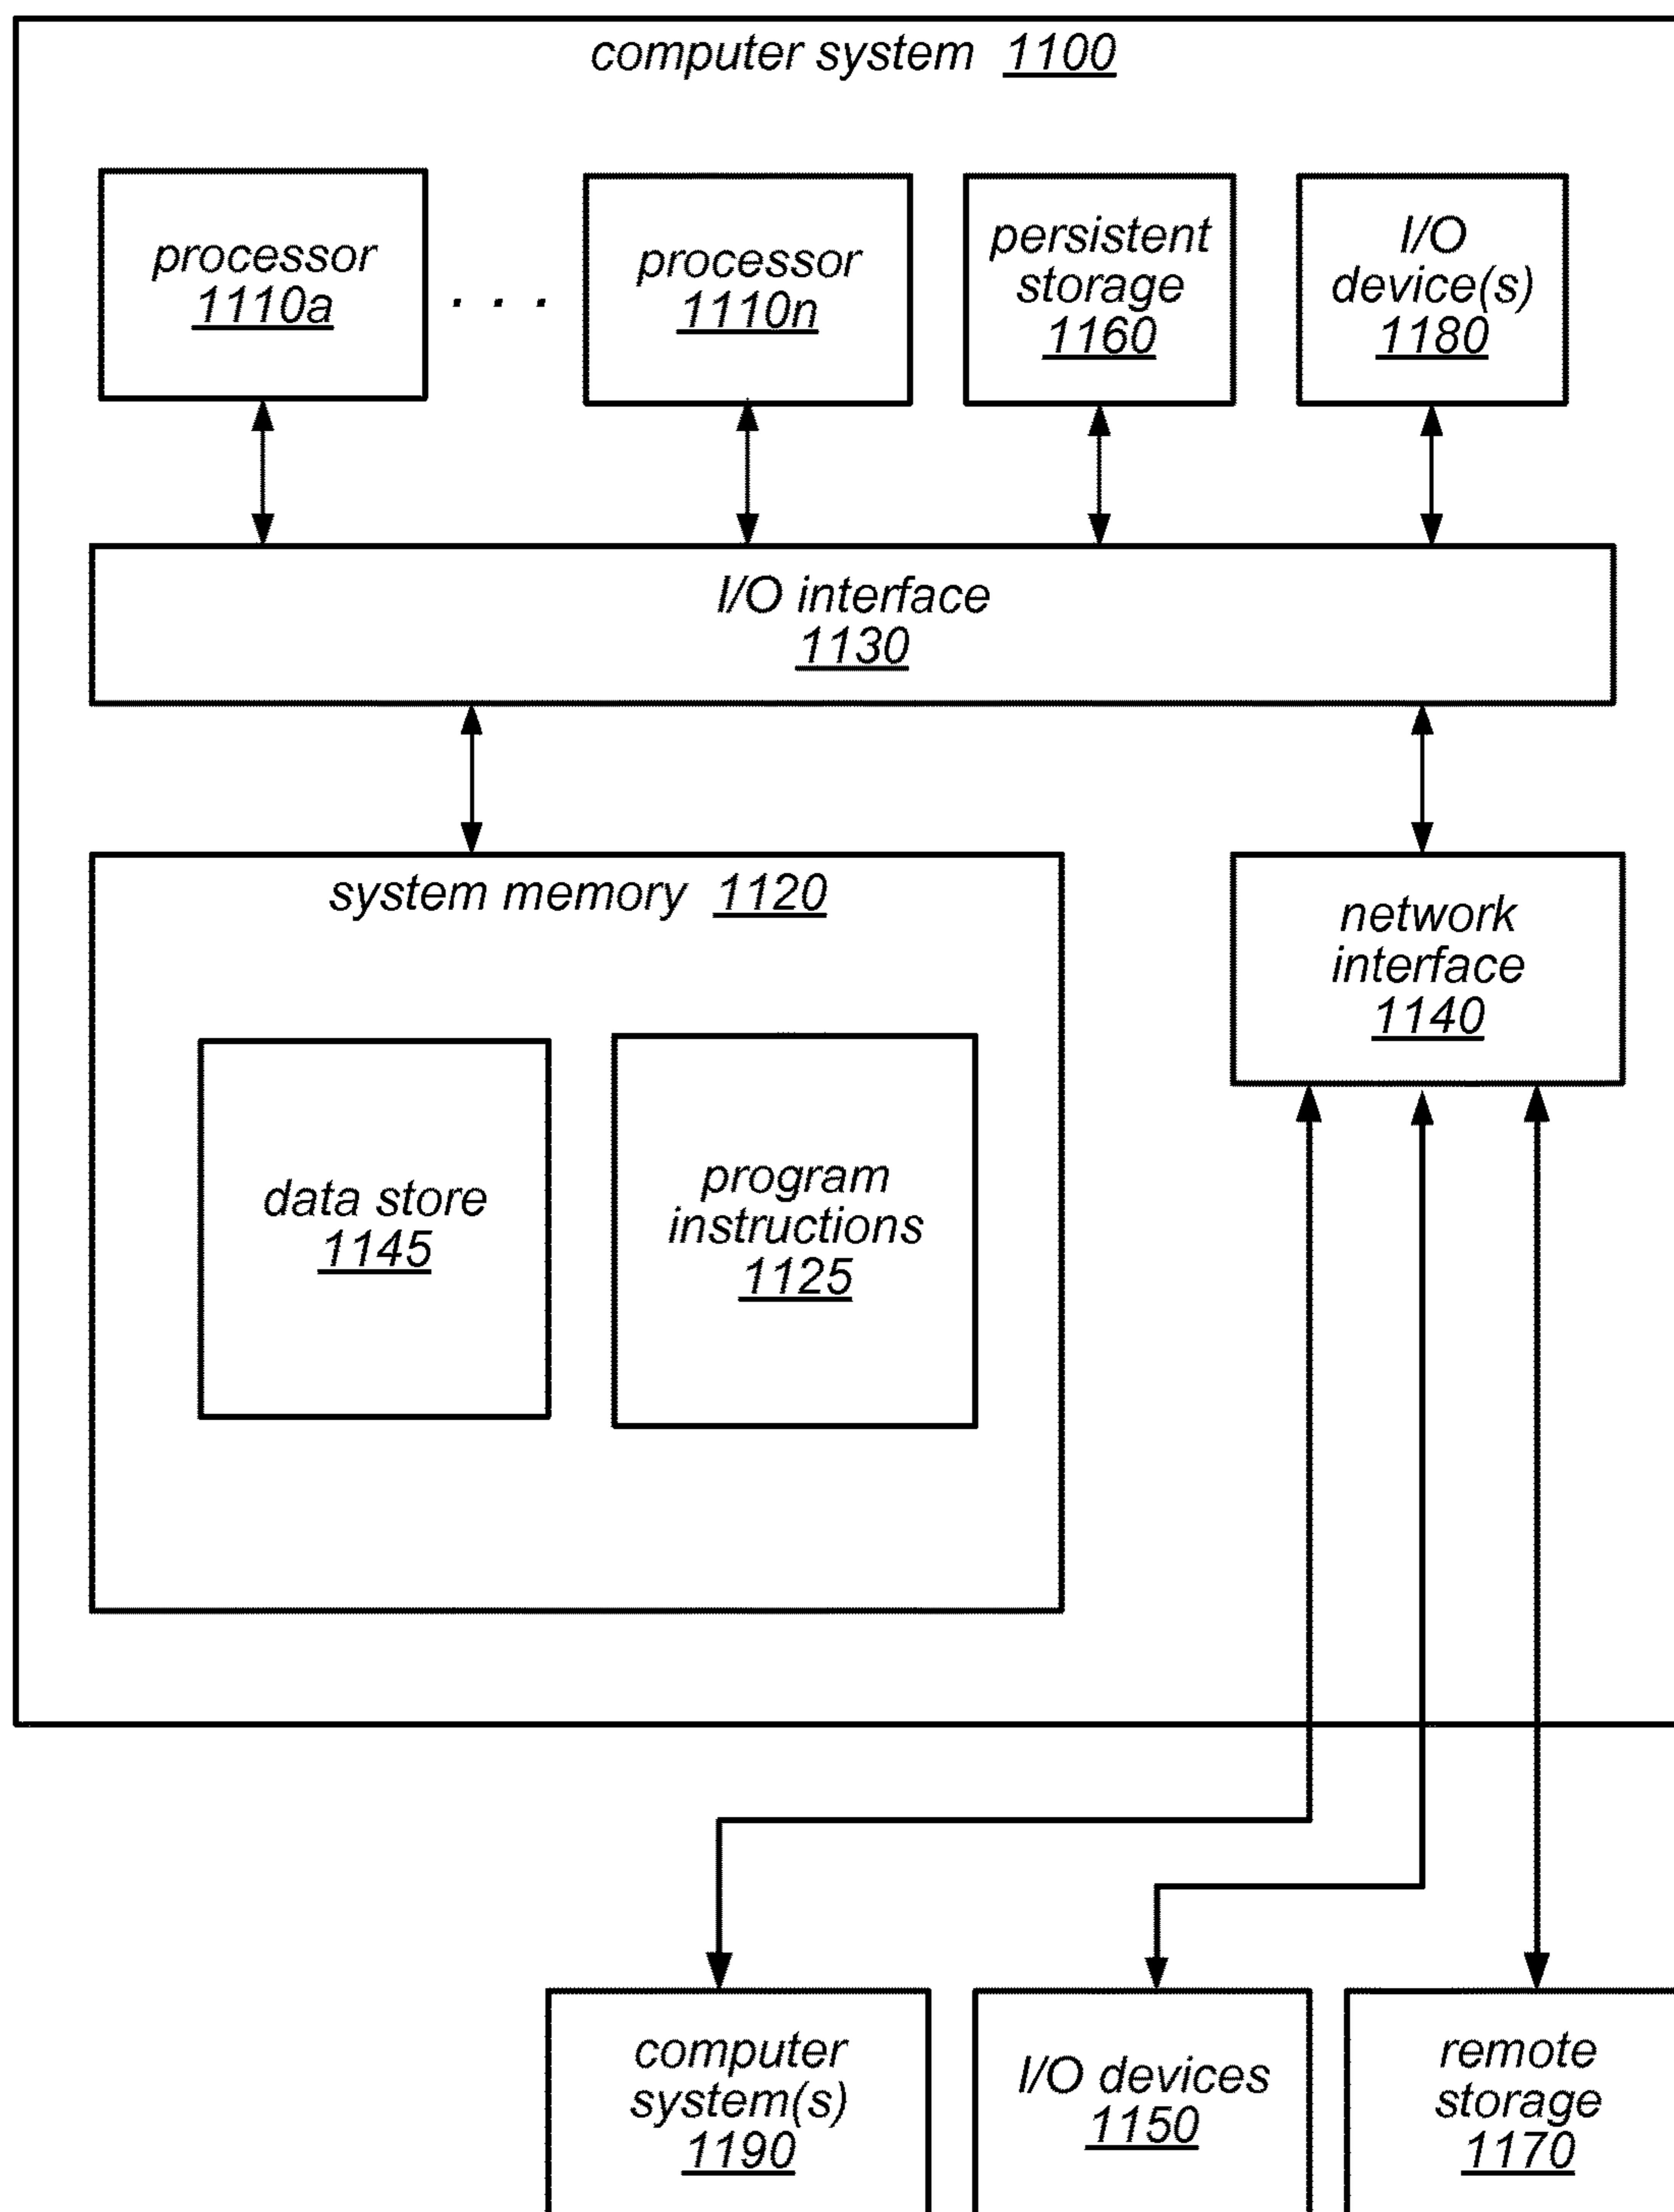 computer system 1100
processor
1110a
. . .
processor
1110n
persistent
storage
1160
I/O
device(s)
1180
I/O interface
1130
system memory 1120
data store
1145
program
instructions
1125
network
interface
1140
computer
system(s)
1190
I/O devices
1150
remote
storage
1170